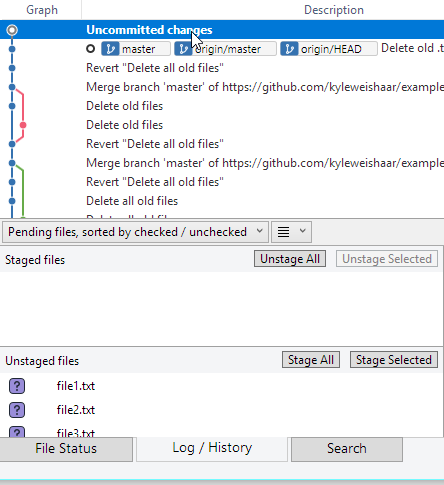 Graph Description
Uncommitted changes
master origin/master origin/HEAD Delete old .t
Revert "Delete all old files"
Merge branch 'master' of https://github.com/kyleweishaar/example
Delete old files
Delete old files
Revert "Delete all old files"
Merge branch 'master' of https://github.com/kyleweishaar/example
Revert "Delete all old files"
Delete all old files
Delete all old files
Pending files, sorted by checked / unchecked
Staged files Unstage All Unstage Selected
Unstaged files Stage All Stage Selected
? file1.txt
? file2.txt
? file3.txt
File Status Log / History Search